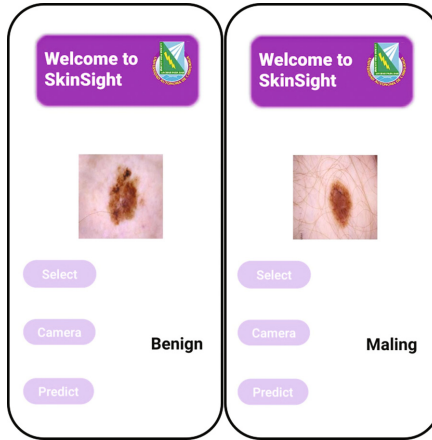 Welcome to
SkinSight
Select
Camera
Benign
Predict
Welcome to
SkinSight
Select
Camera
Maling
Predict